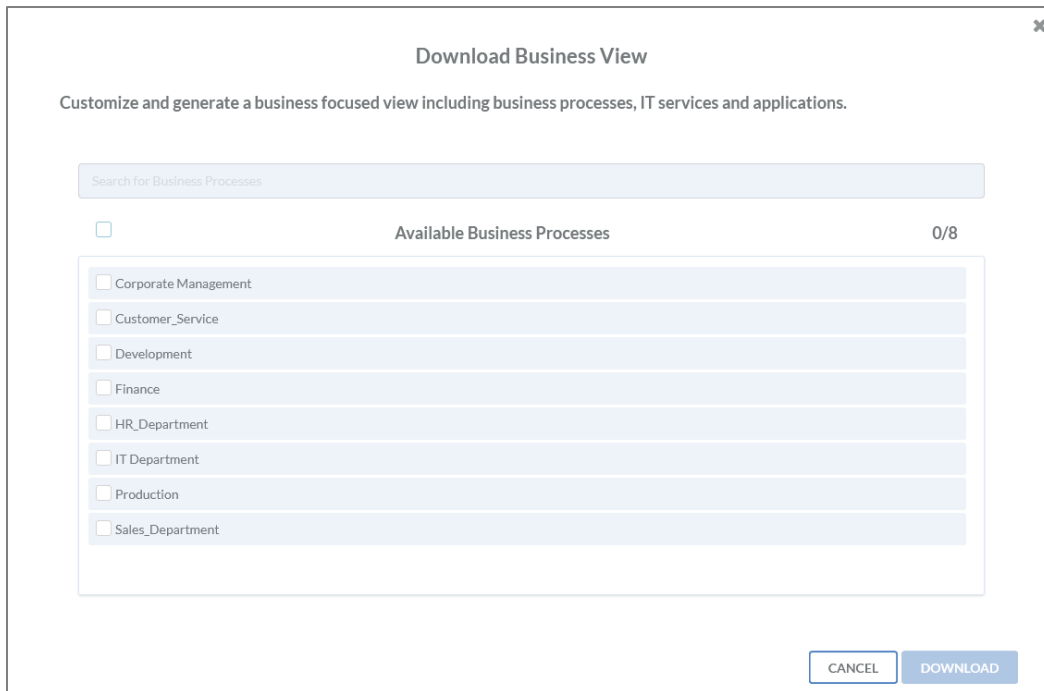 Download Business View
Customize and generate a business focused view including business processes, IT services and applications.
Search for Business Processes
Available Business Processes 0/8
Corporate Management
Customer_Service
Development
Finance
HR_Department
IT Department
Production
Sales_Department
CANCEL DOWNLOAD